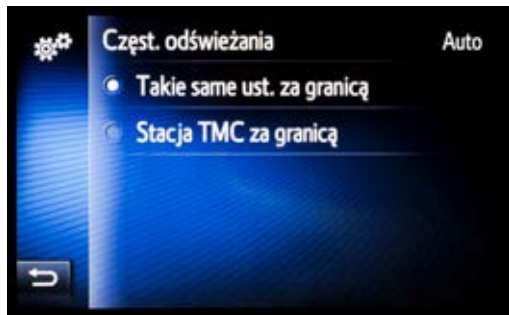 Częst. odświeżania Auto
Takie same ust. za granicą
Stacja TMC za granicą